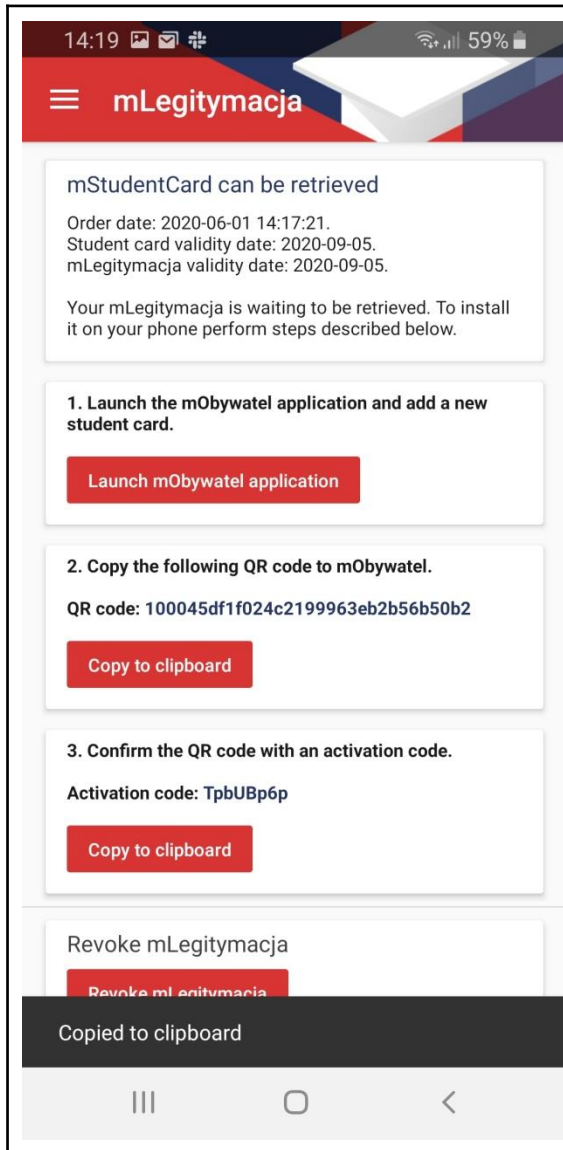 14:19
59%
mLegitymacja
mStudentCard can be retrieved
Order date: 2020-06-01 14:17:21.
Student card validity date: 2020-09-05.
mLegitymacja validity date: 2020-09-05.
Your mLegitymacja is waiting to be retrieved. To install
it on your phone perform steps described below.
1. Launch the mObywatel application and add a new
student card.
Launch mObywatel application
2. Copy the following QR code to mObywatel.
QR code: 100045df1f024c2199963eb2b56b50b2
Copy to clipboard
3. Confirm the QR code with an activation code.
Activation code: TpbUBp6p
Copy to clipboard
Revoke mLegitymacja
Revoke mLegitymacja
Copied to clipboard